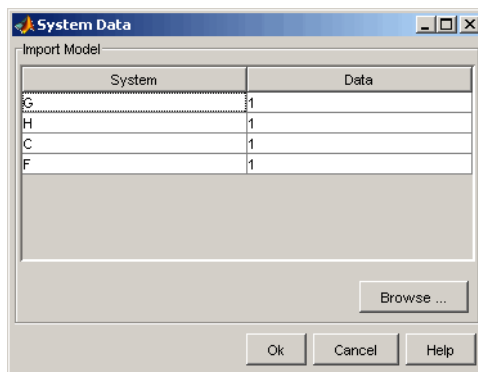 System Data
Import Model
System Data
G 1
H 1
C 1
F 1
Browse ...
Ok Cancel Help